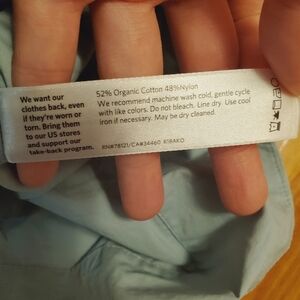 We want our
clothes back, even
if they're worn or
torn. Bring them
to our US stores
and support our
take-back program.
52% Organic Cotton 48%Nylon
We recommend machine wash cold, gentle cycle
with like colors. Do not bleach. Line dry. Use cool
iron if necessary. May be dry cleaned.
RN#78121/CA#34460 R18AKO